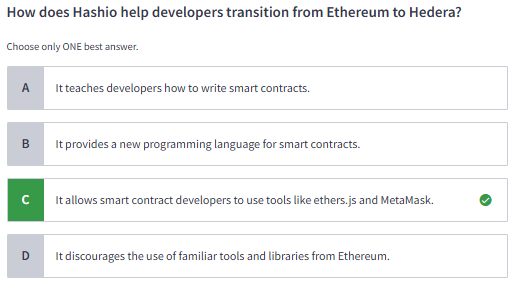 How does Hashio help developers transition from Ethereum to Hedera?
Choose only ONE best answer.
A It teaches developers how to write smart contracts.
B It provides a new programming language for smart contracts.
C It allows smart contract developers to use tools like ethers.js and MetaMask.
D It discourages the use of familiar tools and libraries from Ethereum.